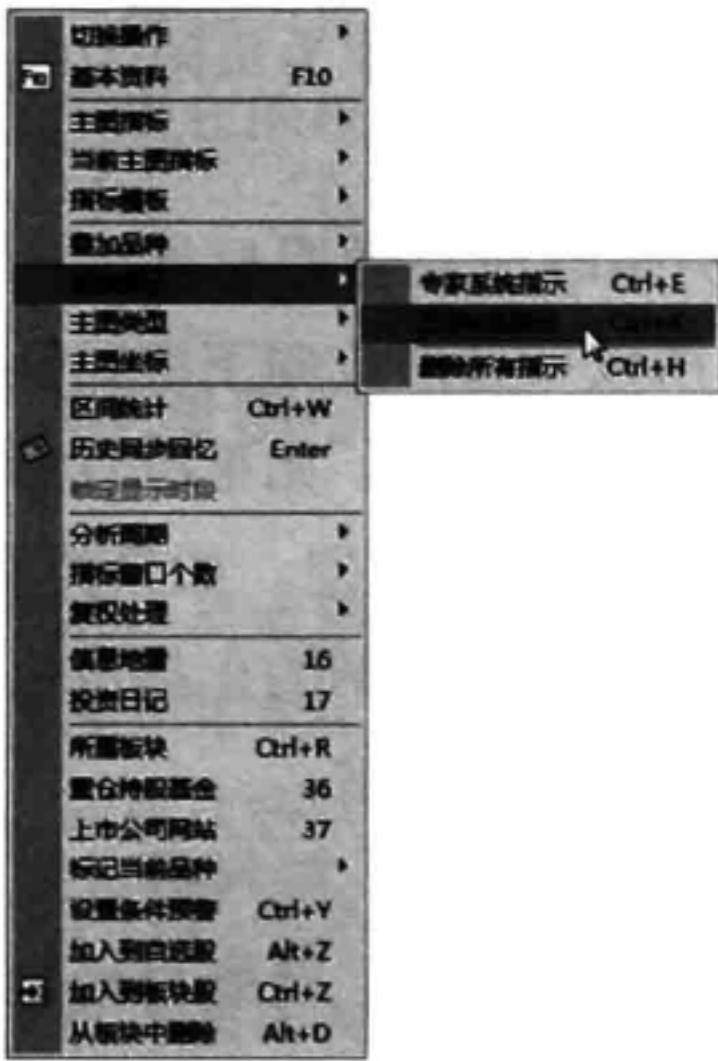 切换操作
基本资料 F10
主图指标
当前主图指标
指标模板
叠加品种
专家系统指示 Ctrl+E
主图类型
主图坐标
删除所有指示 Ctrl+H
区间统计 Ctrl+W
历史同步回忆 Enter
锁定显示时段
分析周期
指标窗口个数
复权处理
信息地雷 16
投资日记 17
所属板块 Ctrl+R
重仓持股基金 36
上市公司网站 37
标记当前品种
设置条件预警 Ctrl+Y
加入到自选股 Alt+Z
加入到板块股 Ctrl+Z
从板块中删除 Alt+D